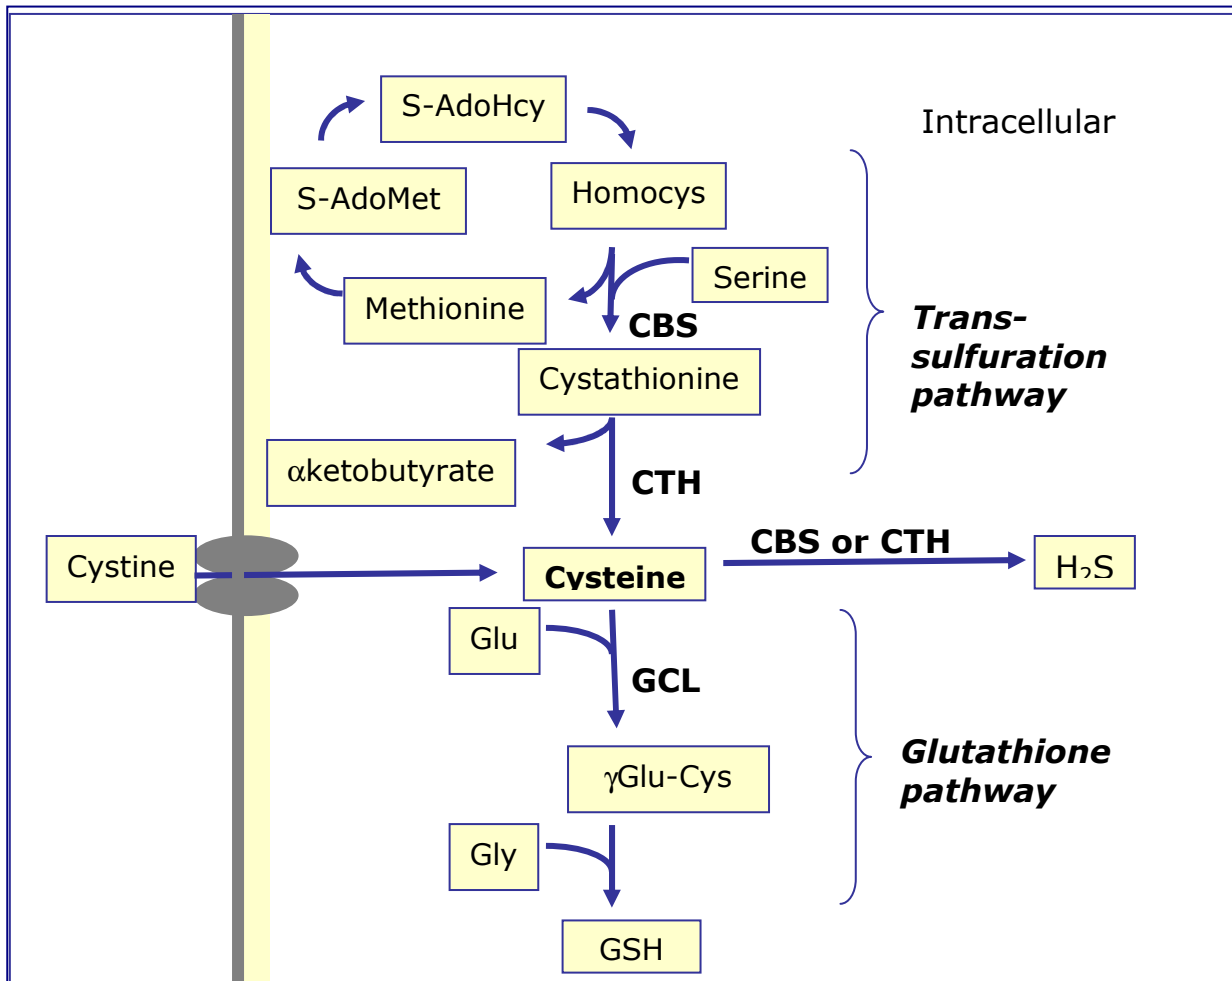 S-AdoHcy
Intracellular
S-AdoMet
Homocys
Serine
Methionine
CBS
Trans-
sulfuration
pathway
Cystathionine
αketobutyrate
CTH
CBS or CTH
Cystine
Cysteine
H₂S
Glu
GCL
γGlu-Cys
Glutathione
pathway
Gly
GSH